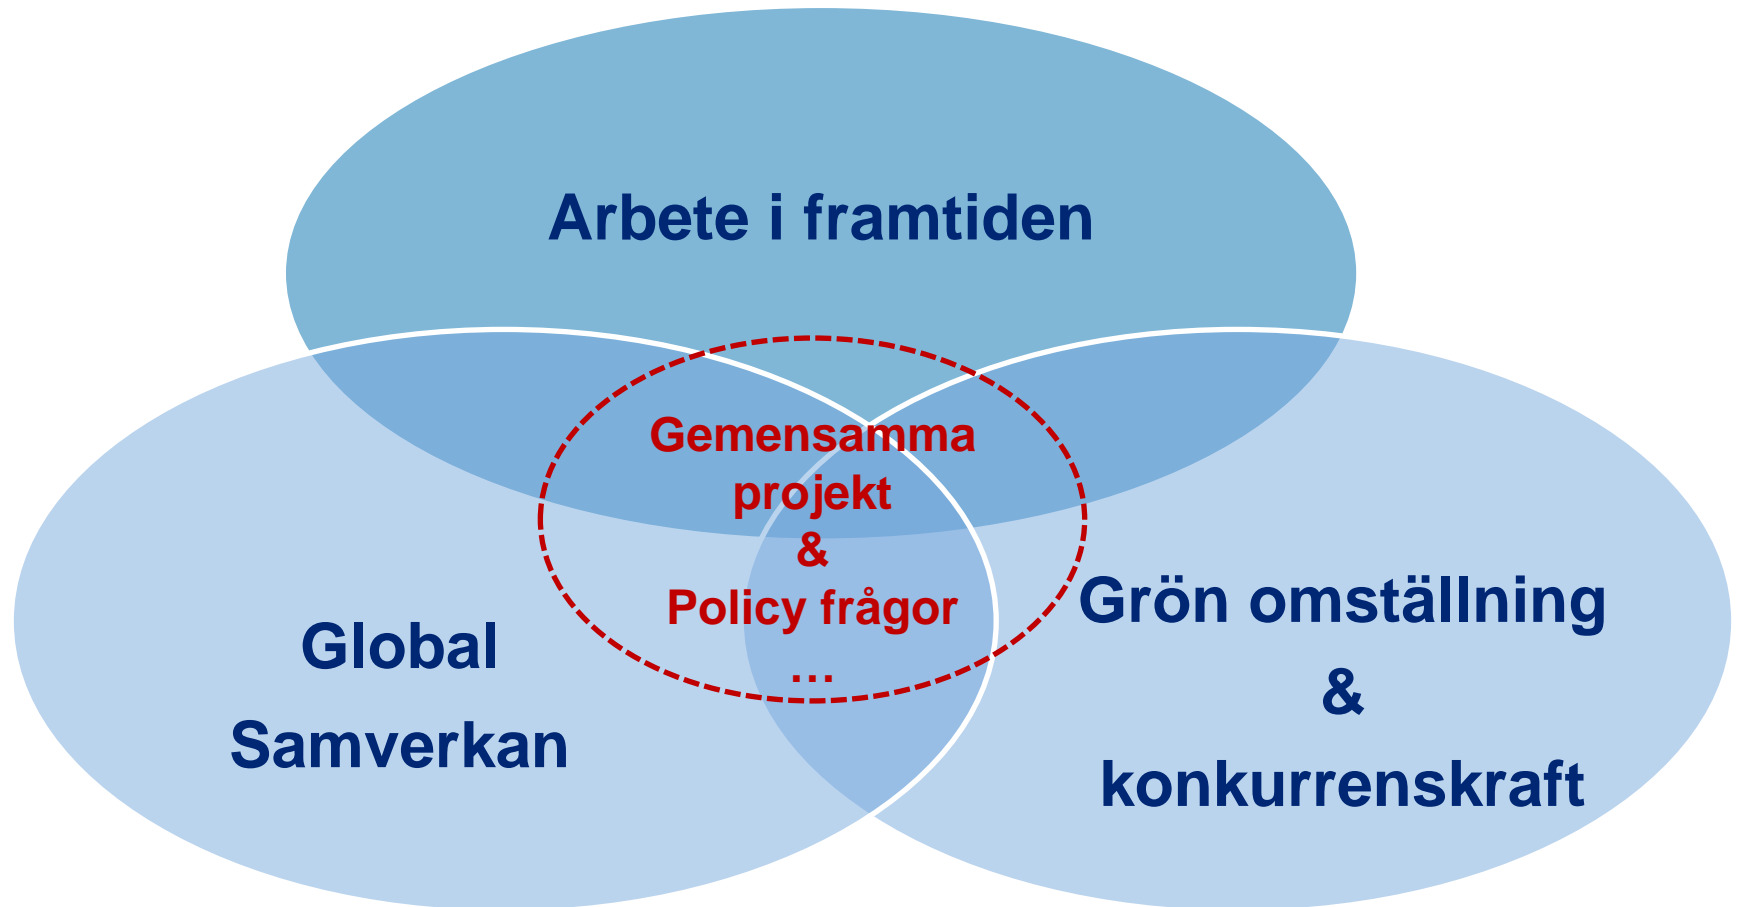 Arbete i framtiden
Gemensamma
projekt
&
Policy frågor
...
Global
Samverkan
Grön omställning
&
konkurrenskraft